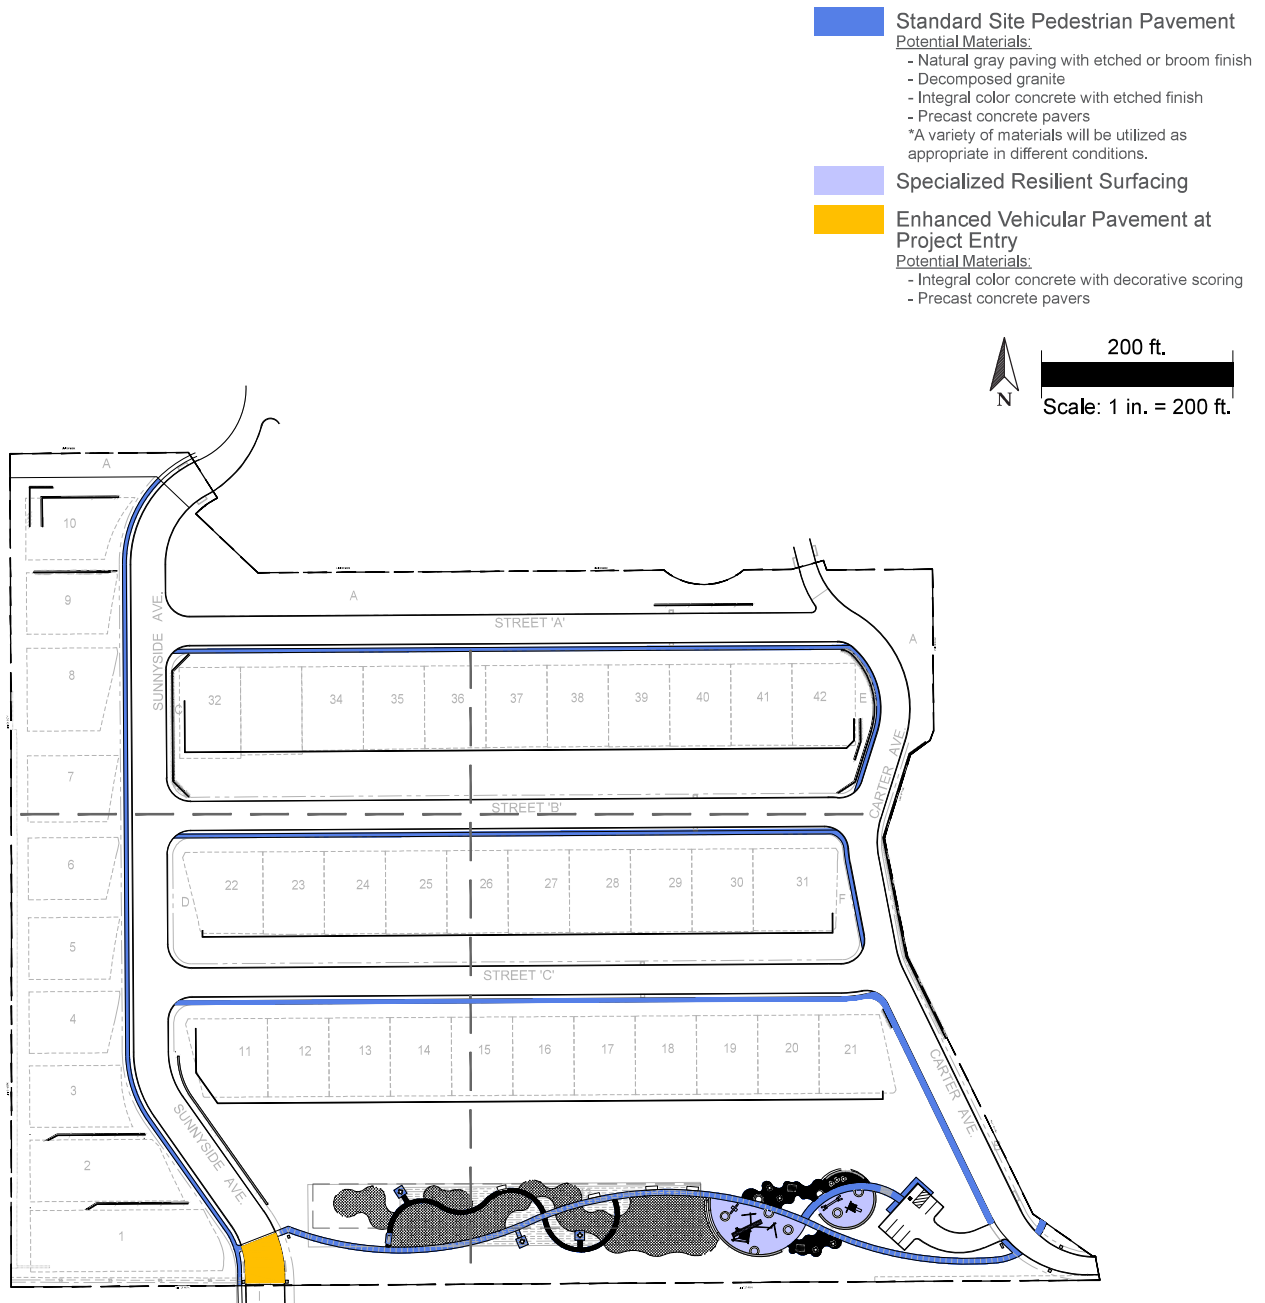 Standard Site Pedestrian Pavement
Potential Materials:
- Natural gray paving with etched or broom finish
- Decomposed granite
- Integral color concrete with etched finish
- Precast concrete pavers
*A variety of materials will be utilized as
appropriate in different conditions.
Specialized Resilient Surfacing
Enhanced Vehicular Pavement at
Project Entry
Potential Materials:
- Integral color concrete with decorative scoring
- Precast concrete pavers
200 ft.
N
Scale: 1 in. = 200 ft.
A
10
9
A
STREET 'A'
A
SUNNYSIDE AVE.
8
32
34
35
36
37
38
39
40
41
42
E
C
7
CARTER AVE.
STREET 'B'
6
22
23
24
25
26
27
28
29
30
31
D
F
5
STREET 'C'
4
11
12
13
14
15
16
17
18
19
20
21
3
CARTER AVE.
SUNNYSIDE AVE.
2
1